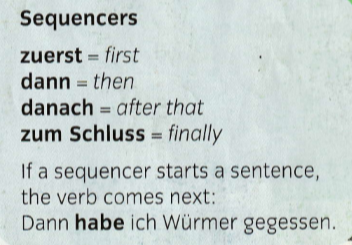 Sequencers
zuerst = first
dann = then
danach = after that
zum Schluss = finally
If a sequencer starts a sentence,
the verb comes next:
Dann habe ich Würmer gegessen.